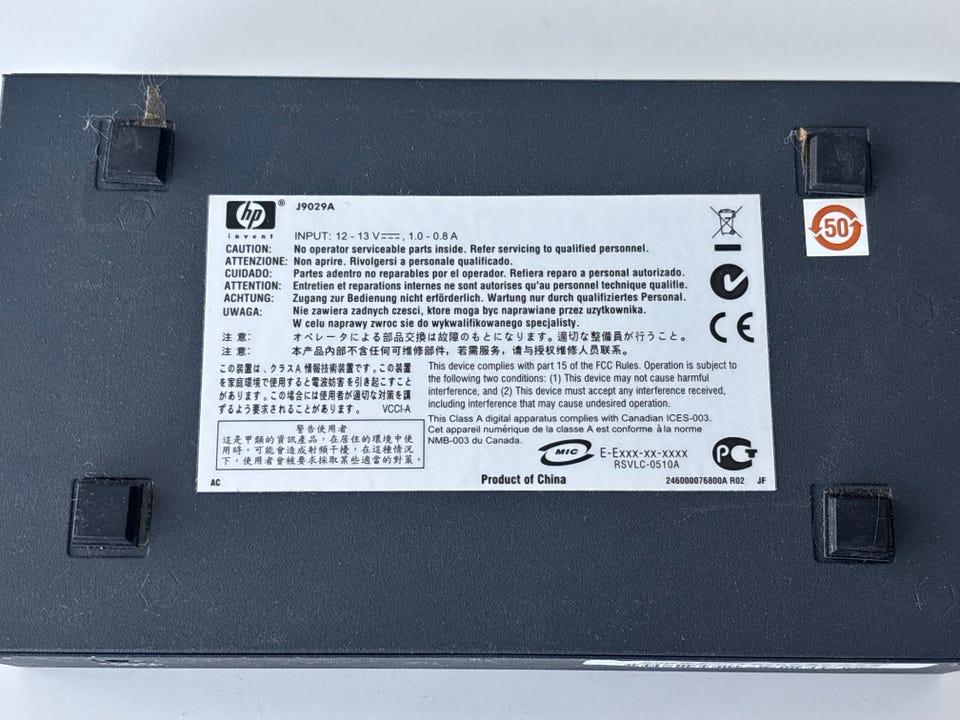 hp ® J9029A
invent
INPUT: 12 - 13 V⎓, 1.0 - 0.8 A
CAUTION: No operator serviceable parts inside. Refer servicing to qualified personnel.
ATTENZIONE: Non aprire. Rivolgersi a personale qualificato.
CUIDADO: Partes adentro no reparables por el operador. Refiera reparo a personal autorizado.
ATTENTION: Entretien et reparations internes ne sont autorises qu'au personnel technique qualifie.
ACHTUNG: Zugang zur Bedienung nicht erförderlich. Wartung nur durch qualifiziertes Personal.
UWAGA: Nie zawiera zadnych czesci, ktore moga byc naprawiane przez uzytkownika.
W celu naprawy zwroc sie do wykwalifikowanego specjalisty.
注 意: オペレータによる部品交換は故障のもとになります。適切な整備員が行うこと。
注 意: 本产品内部不含任何可维修部件,若需服务,请与授权维修人员联系。
この装置は、クラスA 情報技術装置です。この装置
を家庭環境で使用すると電波妨害を引き起こすこと
があります。この場合には使用者が適切な対策を講
ずるよう要求されることがあります。 VCCI-A
This device complies with part 15 of the FCC Rules. Operation is subject to
the following two conditions: (1) This device may not cause harmful
interference, and (2) This device must accept any interference received,
including interference that may cause undesired operation.
This Class A digital apparatus complies with Canadian ICES-003.
Cet appareil numérique de la classe A est conforme à la norme
NMB-003 du Canada.
警告使用者
這是甲類的資訊產品,在居住的環境中使
用時,可能會造成射頻干擾,在這種情況
下,使用者會被要求採取某些適當的對策。
MIC E-Exxx-xx-xxxx
RSVLC-0510A
PCT
AC Product of China 246000076800A R02 JF
CE
50